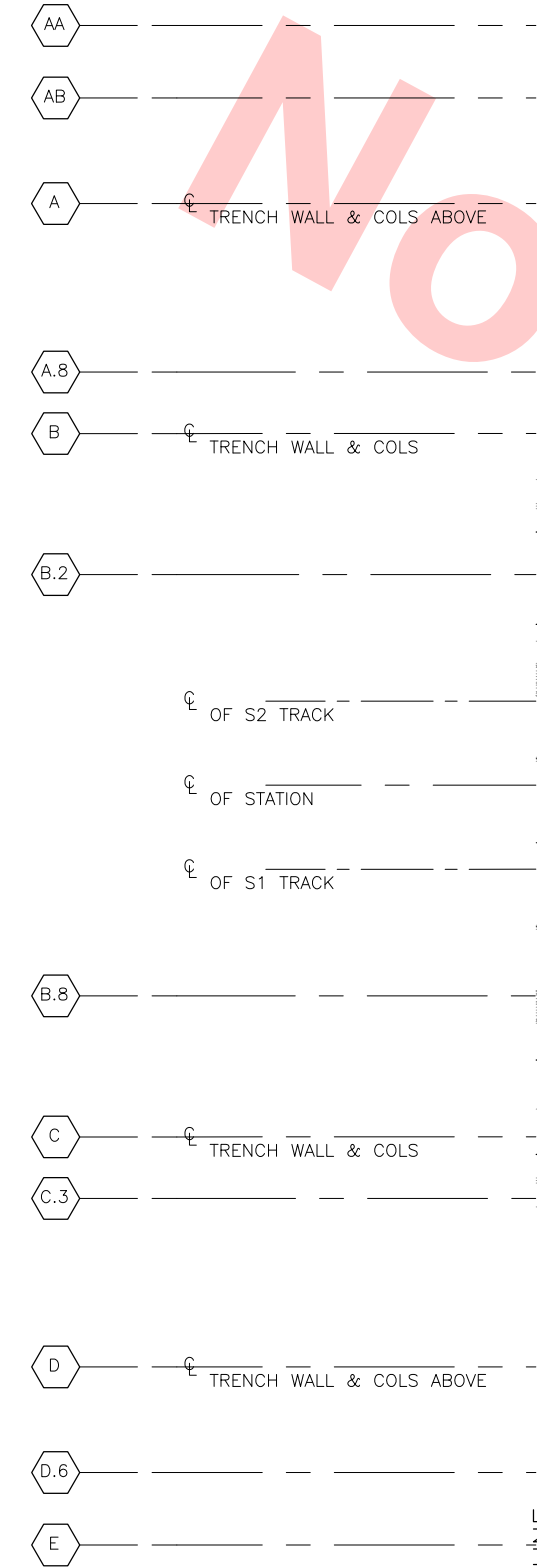 AA
AB
A
℄ TRENCH WALL & COLS ABOVE
A.8
B
℄ TRENCH WALL & COLS
B.2
℄ OF S2 TRACK
℄ OF STATION
℄ OF S1 TRACK
B.8
C
℄ TRENCH WALL & COLS
C.3
D
℄ TRENCH WALL & COLS ABOVE
D.6
E
No